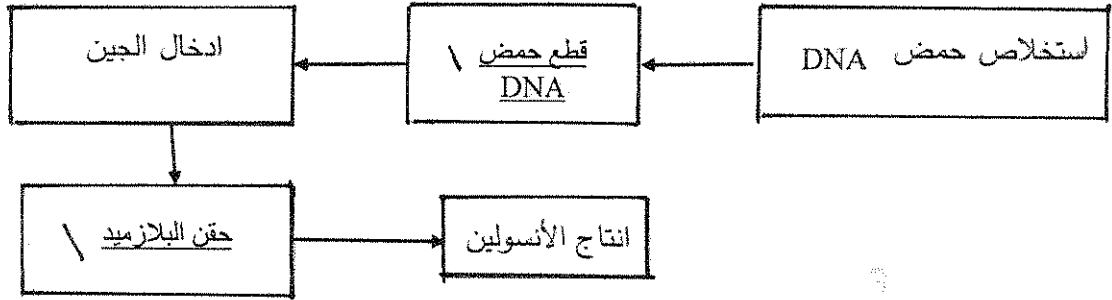 استخلاص حمض DNA
قطع حمض \
DNA
ادخال الجين
حقن البلازميد \
انتاج الأنسولين